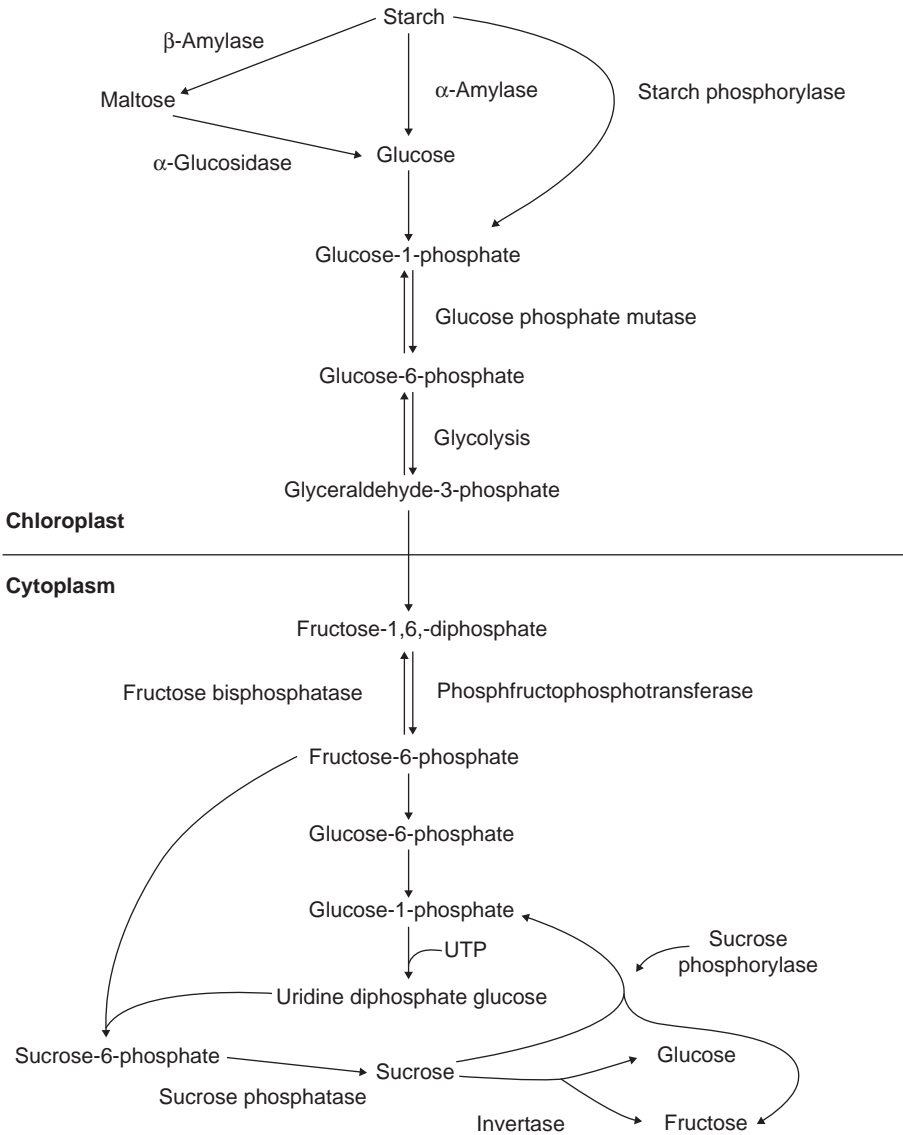 Starch
β-Amylase
Maltose
α-Amylase
Starch phosphorylase
α-Glucosidase
Glucose
Glucose-1-phosphate
Glucose phosphate mutase
Glucose-6-phosphate
Glycolysis
Glyceraldehyde-3-phosphate
Chloroplast
Cytoplasm
Fructose-1,6,-diphosphate
Fructose bisphosphatase
Phosphfructophosphotransferase
Fructose-6-phosphate
Glucose-6-phosphate
Glucose-1-phosphate
UTP
Sucrose
phosphorylase
Uridine diphosphate glucose
Sucrose-6-phosphate
Sucrose phosphatase
Sucrose
Glucose
Invertase
Fructose